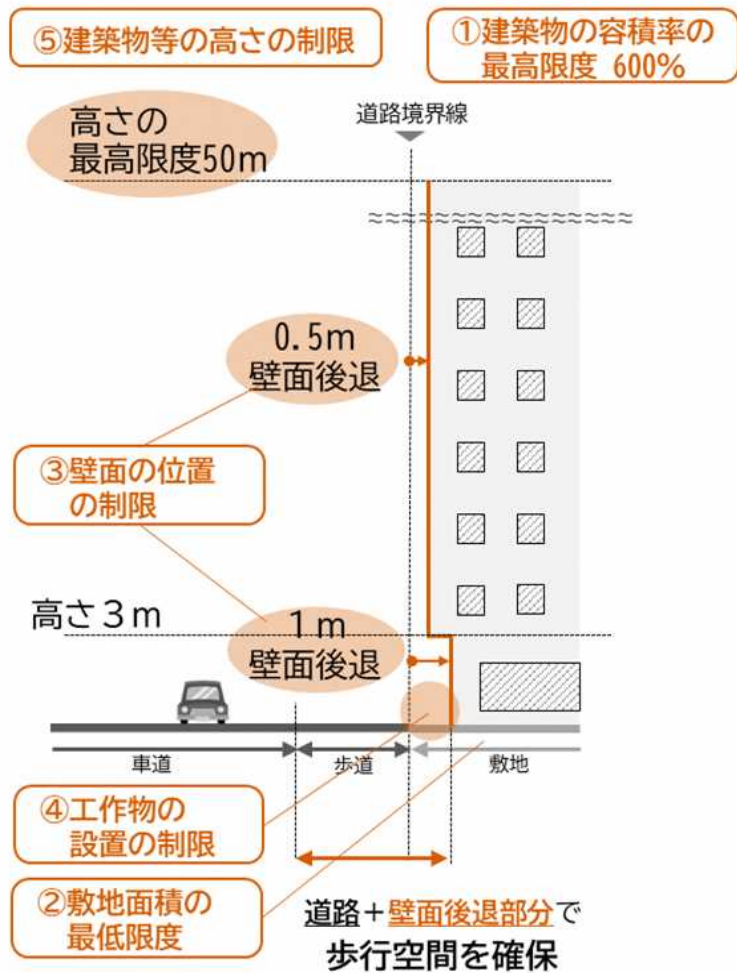 ⑤建築物等の高さの制限
①建築物の容積率の
最高限度 600%
高さの
最高限度50m
道路境界線
0.5m
壁面後退
③壁面の位置
の制限
高さ3m
1m
壁面後退
車道
歩道
敷地
④工作物の
設置の制限
②敷地面積の
最低限度
道路+壁面後退部分で
歩行空間を確保